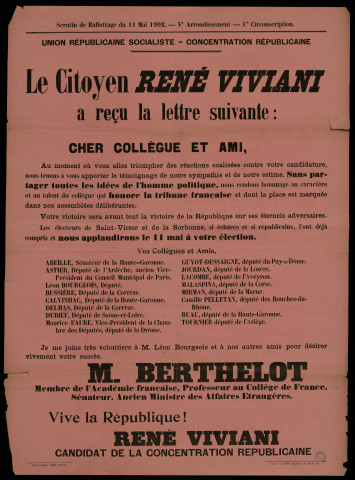 Scrutin de Ballottage du 11 Mai 1902. — Ve Arrondissement — 1re Circonscription.
UNION RÉPUBLICAINE SOCIALISTE - CONCENTRATION RÉPUBLICAINE
Le Citoyen RENÉ VIVIANI
a reçu la lettre suivante :
CHER COLLÈGUE ET AMI,
Au moment où vous allez triompher des réactions coalisées contre votre candidature,
nous tenons à vous apporter le témoignage de notre sympathie et de notre estime. Sans par-
tager toutes les idées de l'homme politique, nous rendons hommage au caractère
et au talent du collègue qui honore la tribune française et dont la place est marquée
dans nos assemblées délibérantes.
Votre victoire sera avant tout la victoire de la République sur ses éternels adversaires.
Les électeurs de Saint-Victor et de la Sorbonne, si éclairés et si républicains, l'ont déjà
compris et nous applaudirons le 11 mai à votre élection.
Vos Collègues et Amis,
ABEILLE, Sénateur de la Haute-Garonne.
ASTIER, Député de l'Ardèche, ancien Vice-
Président du Conseil Municipal de Paris.
LÉON BOURGEOIS, Député.
BUSSIÈRE, Député de la Corrèze.
CALVINHAC, Député de la Haute-Garonne.
DELMAS, Député de la Corrèze.
DUBIEF, Député de Saône-et-Loire.
Maurice FAURE, Vice-Président de la Cham-
bre des Députés, député de la Drôme.
GUYOT-DESSAIGNE, député du Puy-de-Dôme.
JOURDAN, député de la Lozère.
LACOMBE, député de l'Aveyron.
MALASPINA, député de la Corse.
MIRMAN, député de la Marne.
Camille PELLETAN, député des Bouches-du-
Rhône.
RUAU, député de la Haute-Garonne.
TOURNIER député de l'Ariège.
Je me joins très volontiers à M. Léon Bourgeois et à nos autres amis pour désirer
vivement votre succès.
M. BERTHELOT
Membre de l'Académie française, Professeur au Collège de France,
Sénateur, Ancien Ministre des Affaires Etrangères.
Vive la République !
RENÉ VIVIANI
CANDIDAT DE LA CONCENTRATION REPUBLICAINE